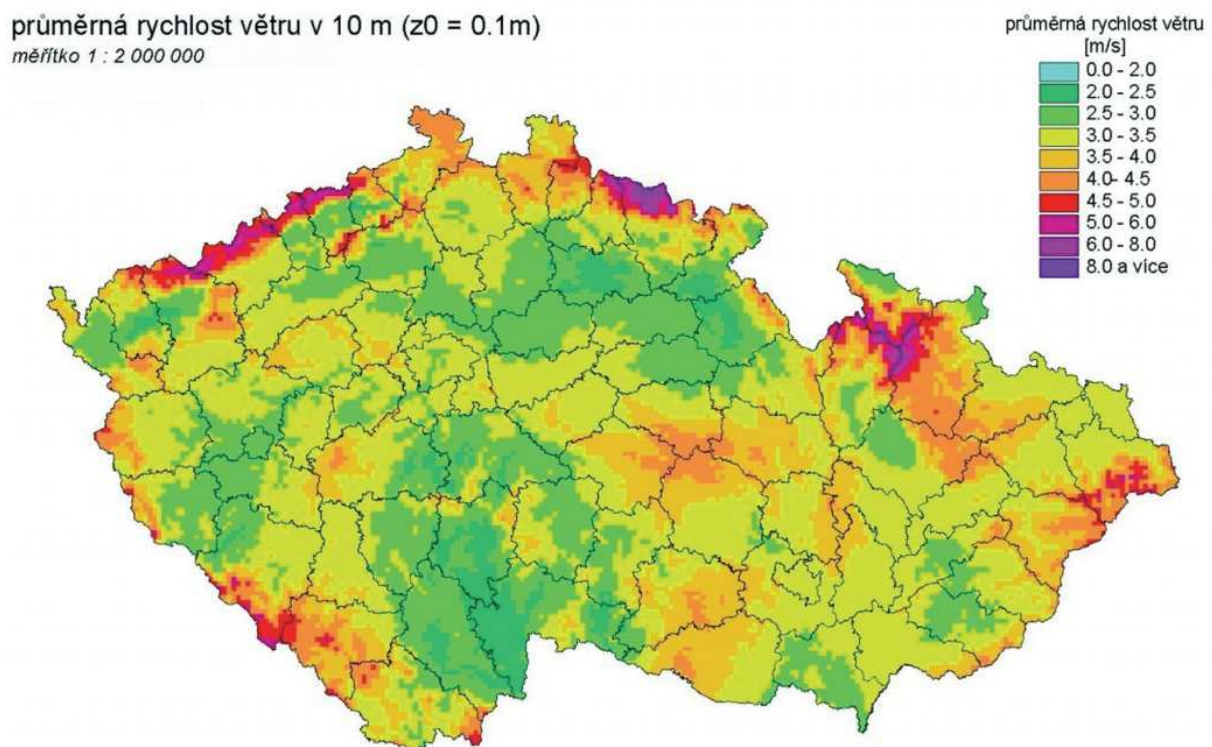 průměrná rychlost větru v 10 m (z0 = 0.1m)
měřítko 1 : 2 000 000
průměrná rychlost větru
[m/s]
0.0 - 2.0
2.0 - 2.5
2.5 - 3.0
3.0 - 3.5
3.5 - 4.0
4.0- 4.5
4.5 - 5.0
5.0 - 6.0
6.0 - 8.0
8.0 a více